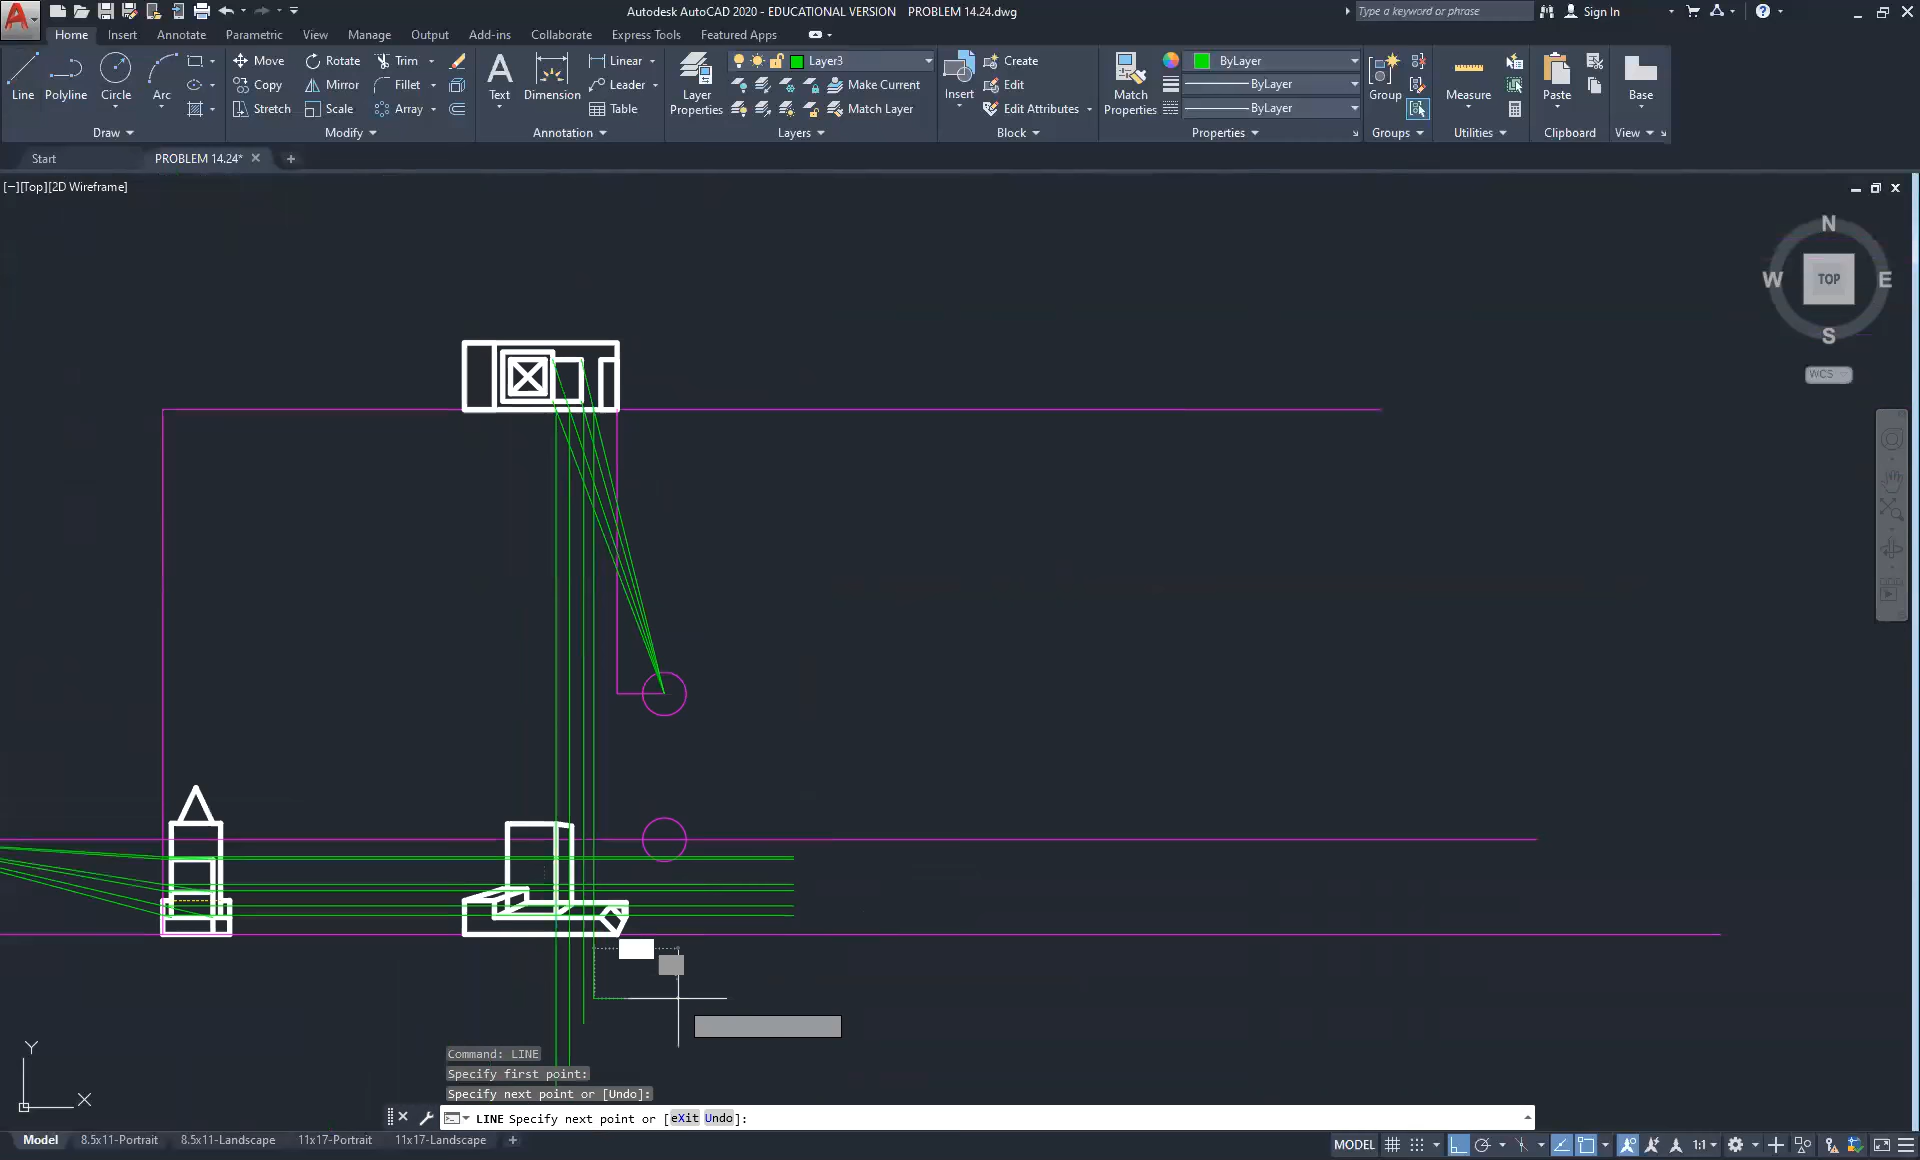 Autodesk AutoCAD 2020 - EDUCATIONAL VERSION PROBLEM 14.24.dwg
Type a keyword or phrase
Sign In
Home Insert Annotate Parametric View Manage Output Add-ins Collaborate Express Tools Featured Apps
Line Polyline Circle Arc
Draw
Move Rotate Trim
Copy Mirror Fillet
Stretch Scale Array
Modify
Text Dimension
Linear
Leader
Table
Annotation
Layer Properties
Layer3
Make Current
Match Layer
Layers
Insert
Create
Edit
Edit Attributes
Block
Match Properties
ByLayer
ByLayer
ByLayer
Properties
Group
Groups
Measure
Utilities
Paste
Clipboard
Base
View
Start PROBLEM 14.24*
[−][Top][2D Wireframe]
N
W TOP E
S
WCS
Y
X
Command: LINE
Specify first point:
Specify next point or [Undo]:
LINE Specify next point or [eXit Undo]:
Model 8.5x11-Portrait 8.5x11-Landscape 11x17-Portrait 11x17-Landscape
MODEL 1:1